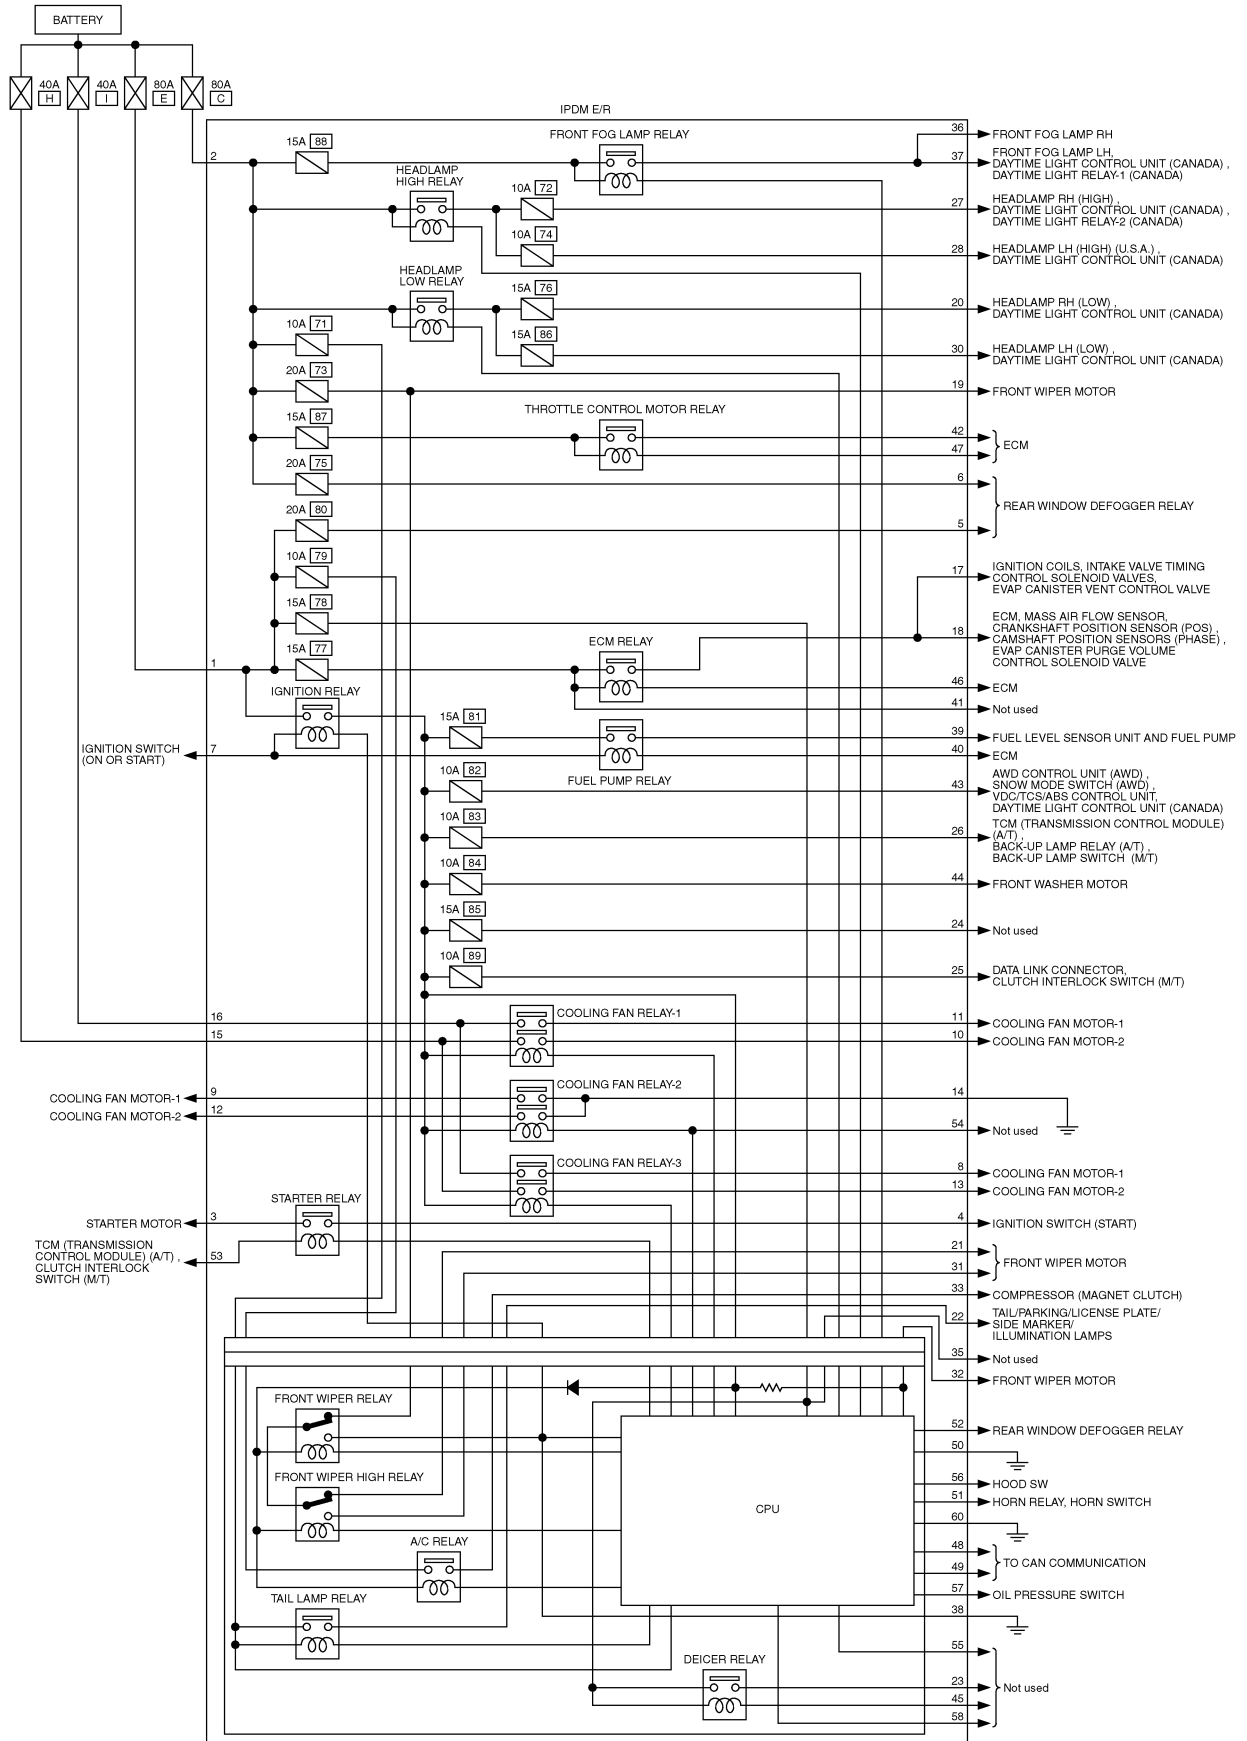 BATTERY
40A
H
40A
I
80A
E
80A
C
IPDM E/R
2
15A 88
FRONT FOG LAMP RELAY
36
FRONT FOG LAMP RH
37
FRONT FOG LAMP LH,
DAYTIME LIGHT CONTROL UNIT (CANADA) ,
DAYTIME LIGHT RELAY-1 (CANADA)
HEADLAMP
HIGH RELAY
10A 72
27
HEADLAMP RH (HIGH) ,
DAYTIME LIGHT CONTROL UNIT (CANADA) ,
DAYTIME LIGHT RELAY-2 (CANADA)
10A 74
28
HEADLAMP LH (HIGH) (U.S.A.) ,
DAYTIME LIGHT CONTROL UNIT (CANADA)
HEADLAMP
LOW RELAY
15A 76
20
HEADLAMP RH (LOW) ,
DAYTIME LIGHT CONTROL UNIT (CANADA)
10A 71
15A 86
30
HEADLAMP LH (LOW) ,
DAYTIME LIGHT CONTROL UNIT (CANADA)
20A 73
19
FRONT WIPER MOTOR
15A 87
THROTTLE CONTROL MOTOR RELAY
42
47
ECM
20A 75
6
REAR WINDOW DEFOGGER RELAY
20A 80
5
10A 79
17
IGNITION COILS, INTAKE VALVE TIMING
CONTROL SOLENOID VALVES,
EVAP CANISTER VENT CONTROL VALVE
15A 78
18
ECM, MASS AIR FLOW SENSOR,
CRANKSHAFT POSITION SENSOR (POS) ,
CAMSHAFT POSITION SENSORS (PHASE) ,
EVAP CANISTER PURGE VOLUME
CONTROL SOLENOID VALVE
1
15A 77
ECM RELAY
46
ECM
41
Not used
IGNITION RELAY
15A 81
39
FUEL LEVEL SENSOR UNIT AND FUEL PUMP
IGNITION SWITCH
(ON OR START)
7
40
ECM
FUEL PUMP RELAY
10A 82
43
AWD CONTROL UNIT (AWD) ,
SNOW MODE SWITCH (AWD) ,
VDC/TCS/ABS CONTROL UNIT,
DAYTIME LIGHT CONTROL UNIT (CANADA)
10A 83
26
TCM (TRANSMISSION CONTROL MODULE)
(A/T) ,
BACK-UP LAMP RELAY (A/T) ,
BACK-UP LAMP SWITCH (M/T)
10A 84
44
FRONT WASHER MOTOR
15A 85
24
Not used
10A 89
25
DATA LINK CONNECTOR,
CLUTCH INTERLOCK SWITCH (M/T)
16
COOLING FAN RELAY-1
11
COOLING FAN MOTOR-1
15
10
COOLING FAN MOTOR-2
COOLING FAN MOTOR-1
9
COOLING FAN RELAY-2
14
COOLING FAN MOTOR-2
12
54
Not used
COOLING FAN RELAY-3
8
COOLING FAN MOTOR-1
13
COOLING FAN MOTOR-2
STARTER RELAY
STARTER MOTOR
3
4
IGNITION SWITCH (START)
TCM (TRANSMISSION
CONTROL MODULE) (A/T) ,
CLUTCH INTERLOCK
SWITCH (M/T)
53
21
31
FRONT WIPER MOTOR
33
COMPRESSOR (MAGNET CLUTCH)
22
TAIL/PARKING/LICENSE PLATE/
SIDE MARKER/
ILLUMINATION LAMPS
35
Not used
32
FRONT WIPER MOTOR
FRONT WIPER RELAY
52
REAR WINDOW DEFOGGER RELAY
50
FRONT WIPER HIGH RELAY
56
HOOD SW
51
HORN RELAY, HORN SWITCH
CPU
60
A/C RELAY
48
49
TO CAN COMMUNICATION
57
OIL PRESSURE SWITCH
TAIL LAMP RELAY
38
55
DEICER RELAY
23
Not used
45
58